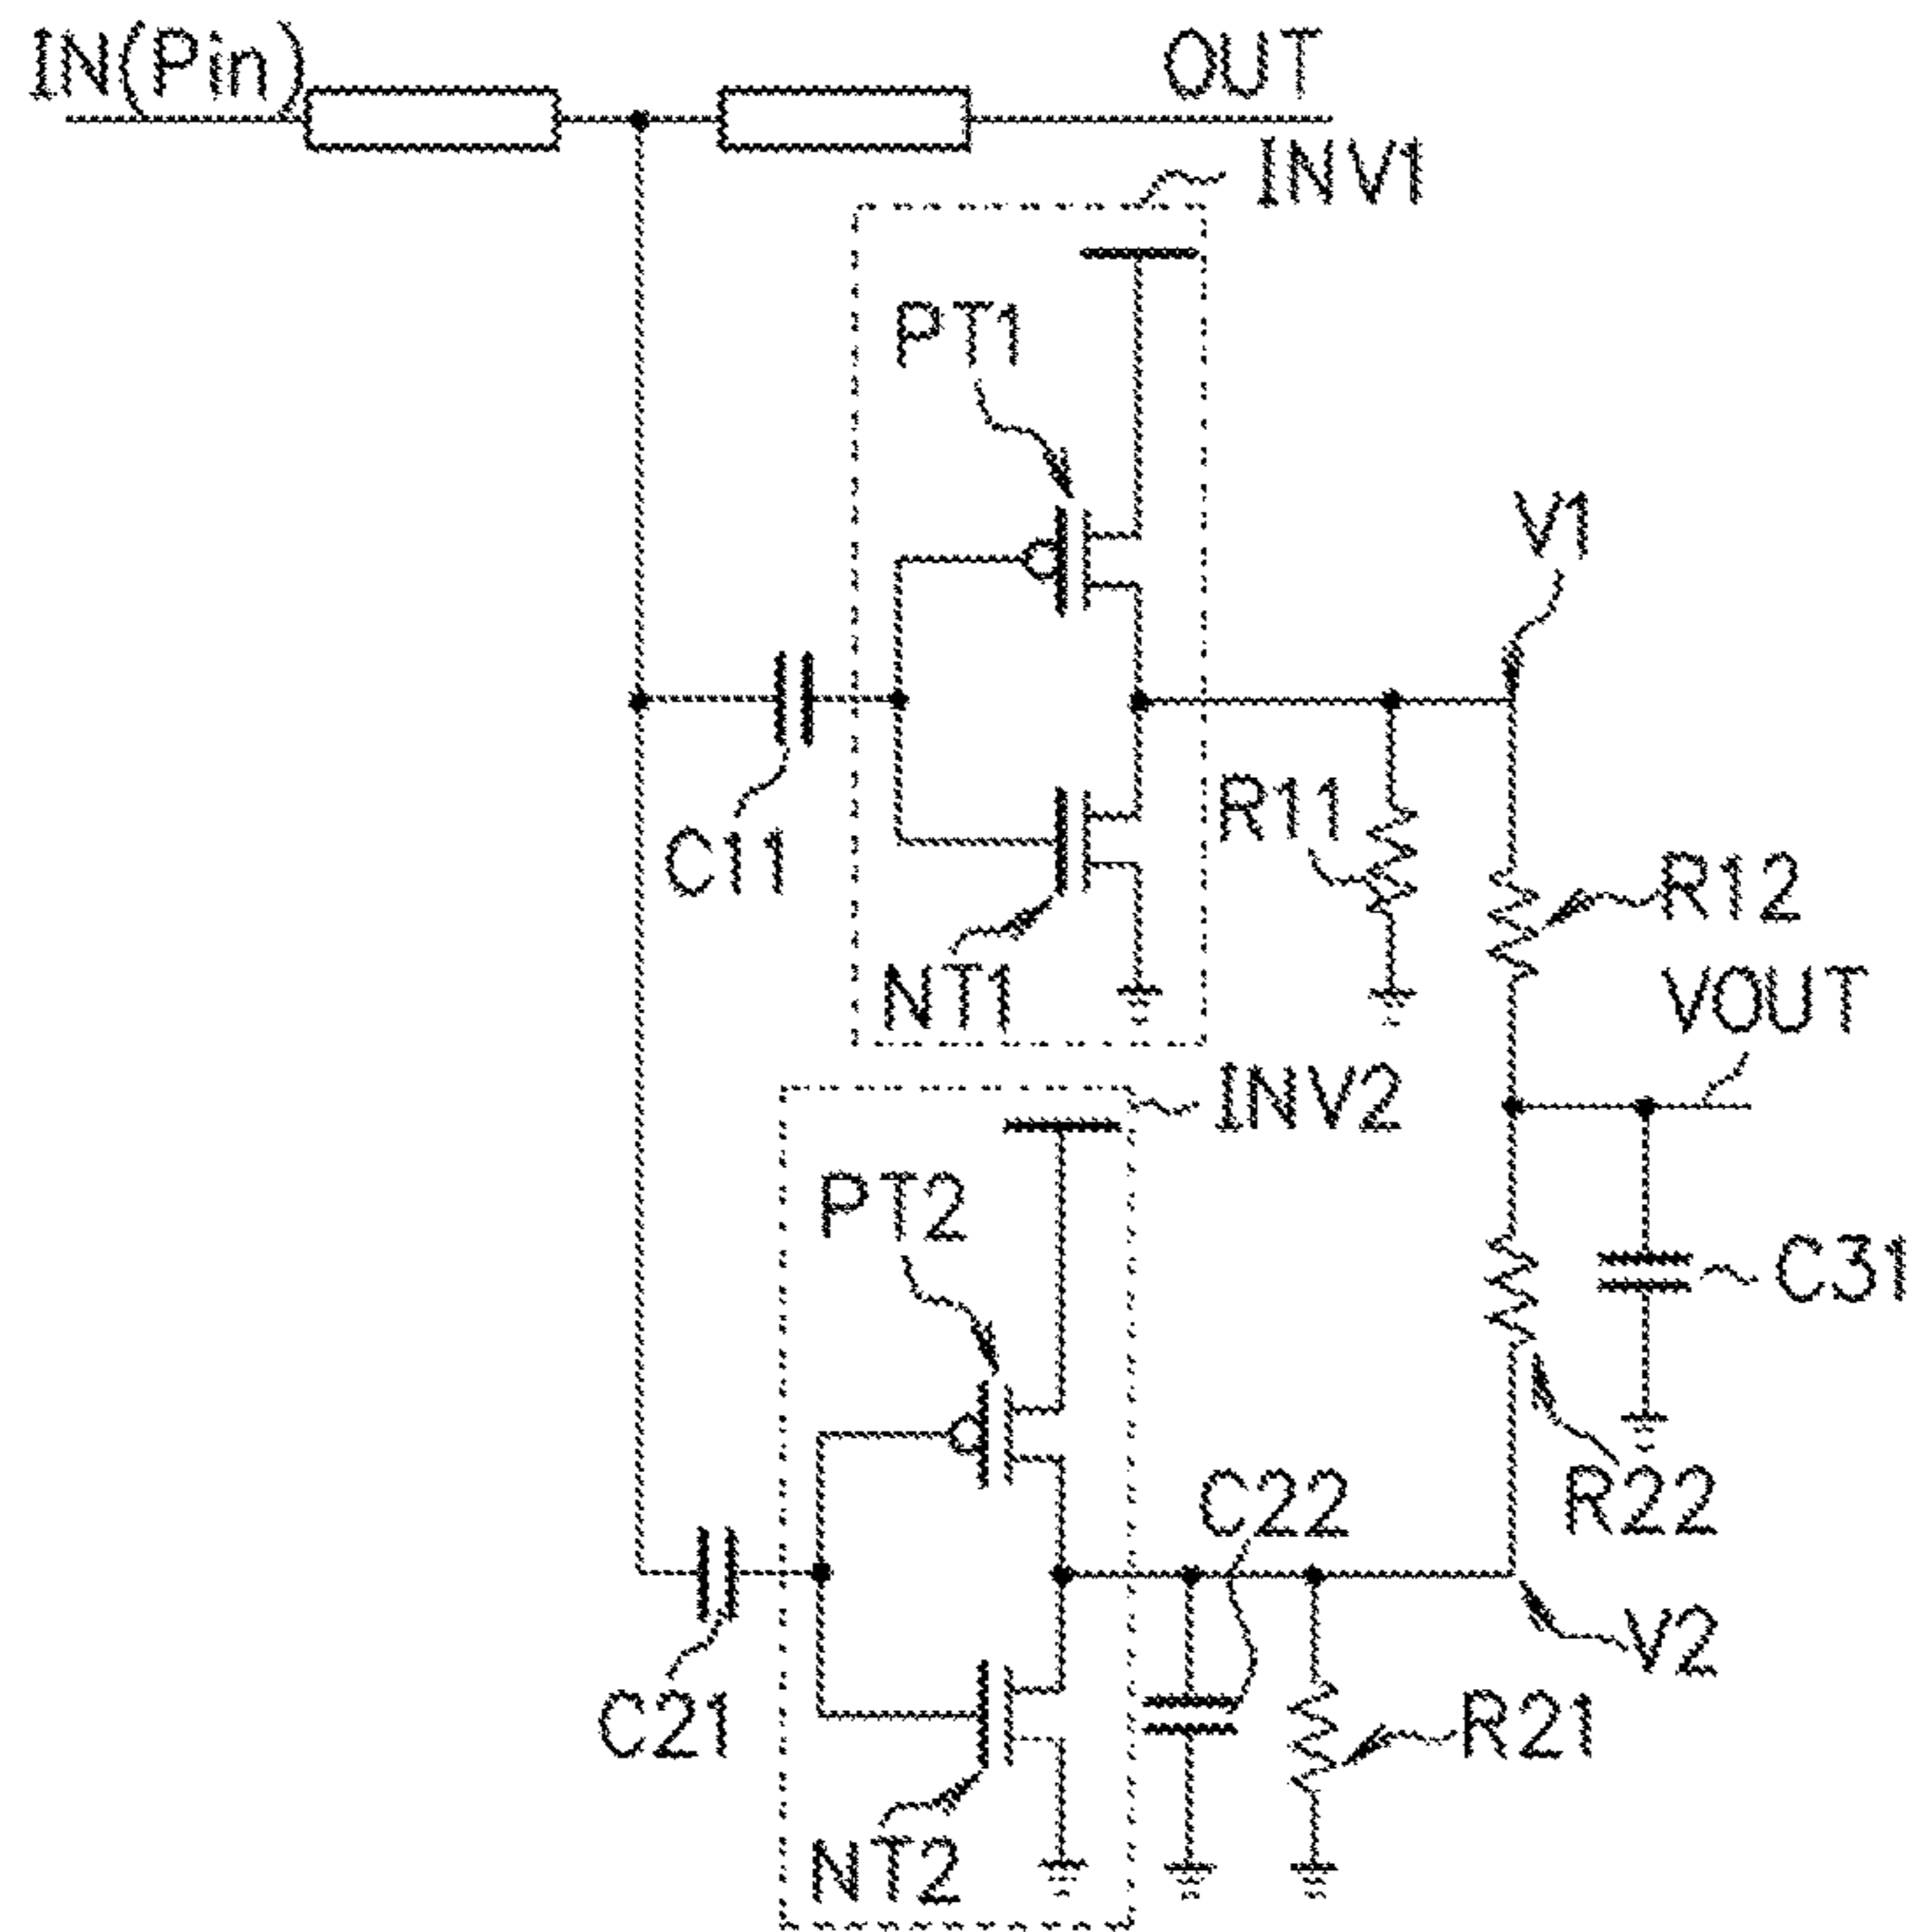 IN(Pin)
OUT
INV1
PT1
V1
C11
R11
R12
NT1
VOUT
INV2
PT2
C31
C22
R22
V2
C21
R21
NT2